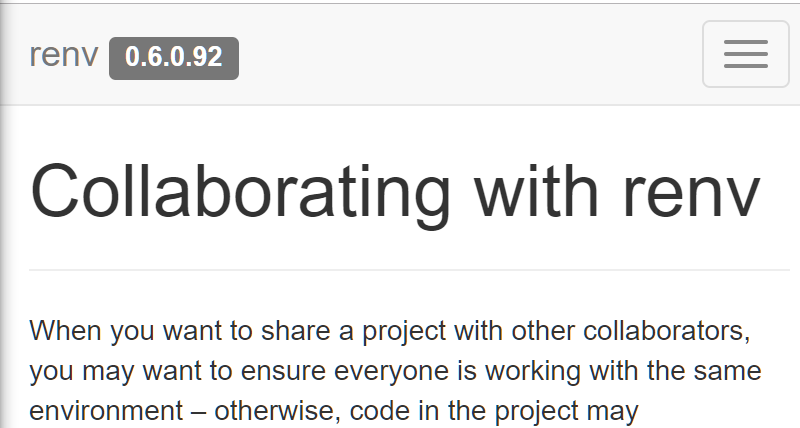 renv 0.6.0.92
Collaborating with renv
When you want to share a project with other collaborators,
you may want to ensure everyone is working with the same
environment – otherwise, code in the project may